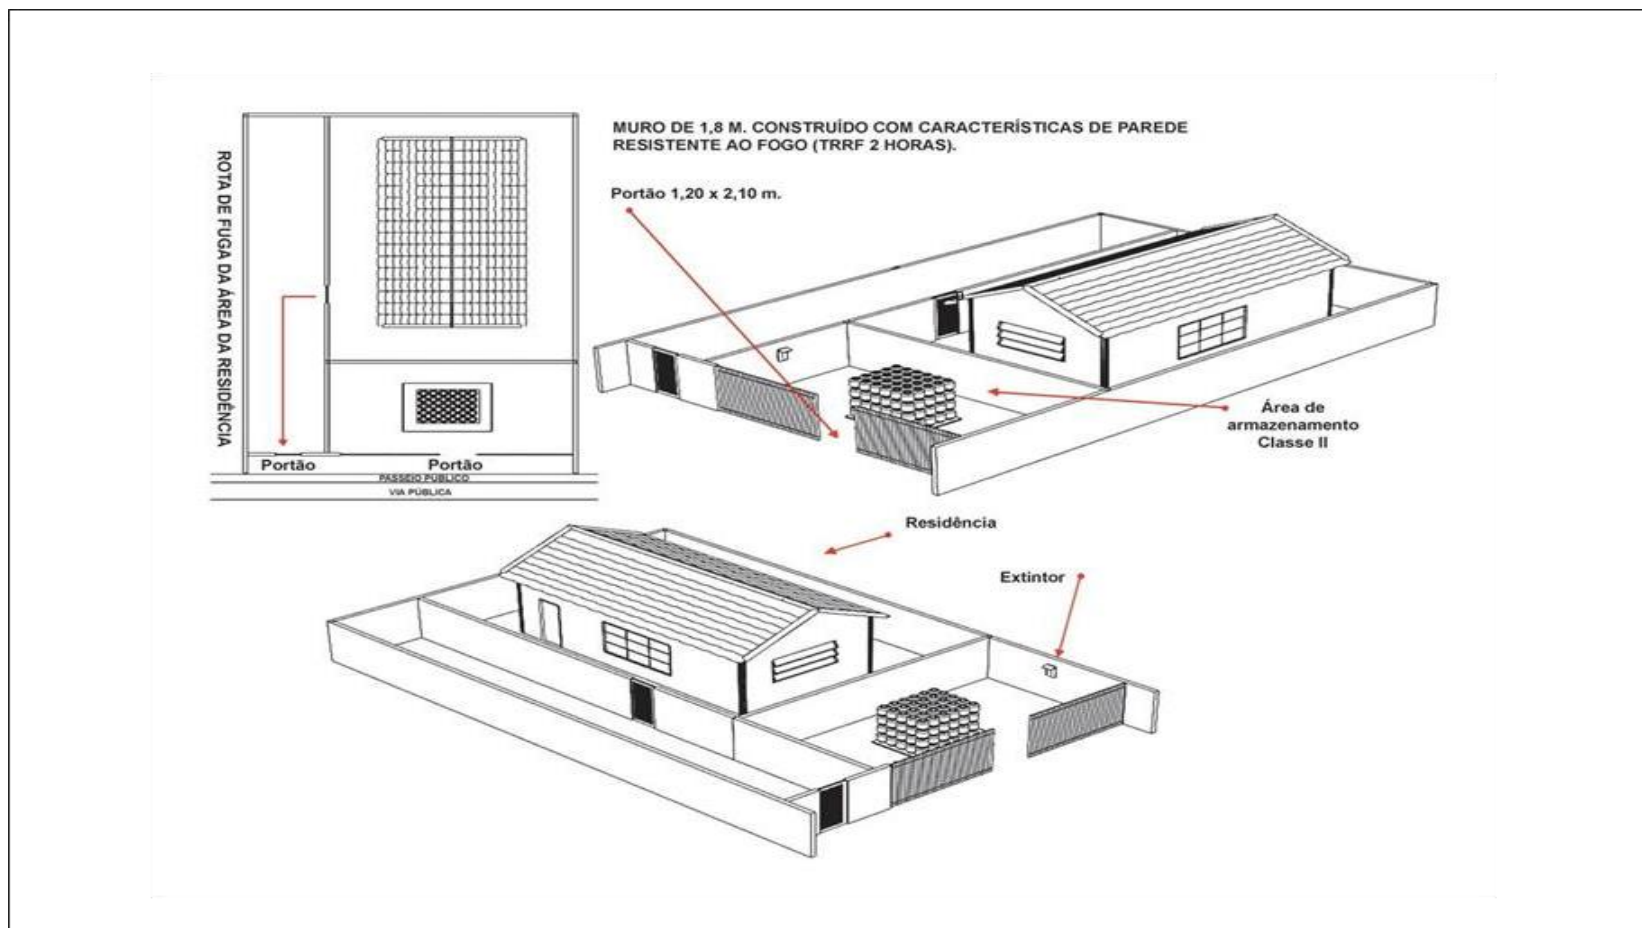 MURO DE 1,8 M. CONSTRUÍDO COM CARACTERÍSTICAS DE PAREDE
RESISTENTE AO FOGO (TRRF 2 HORAS).
Portão 1,20 x 2,10 m.
ROTA DE FUGA DA ÁREA DA RESIDÊNCIA
Portão
Portão
PASSEIO PÚBLICO
VIA PÚBLICA
Área de
armazenamento
Classe II
Residência
Extintor